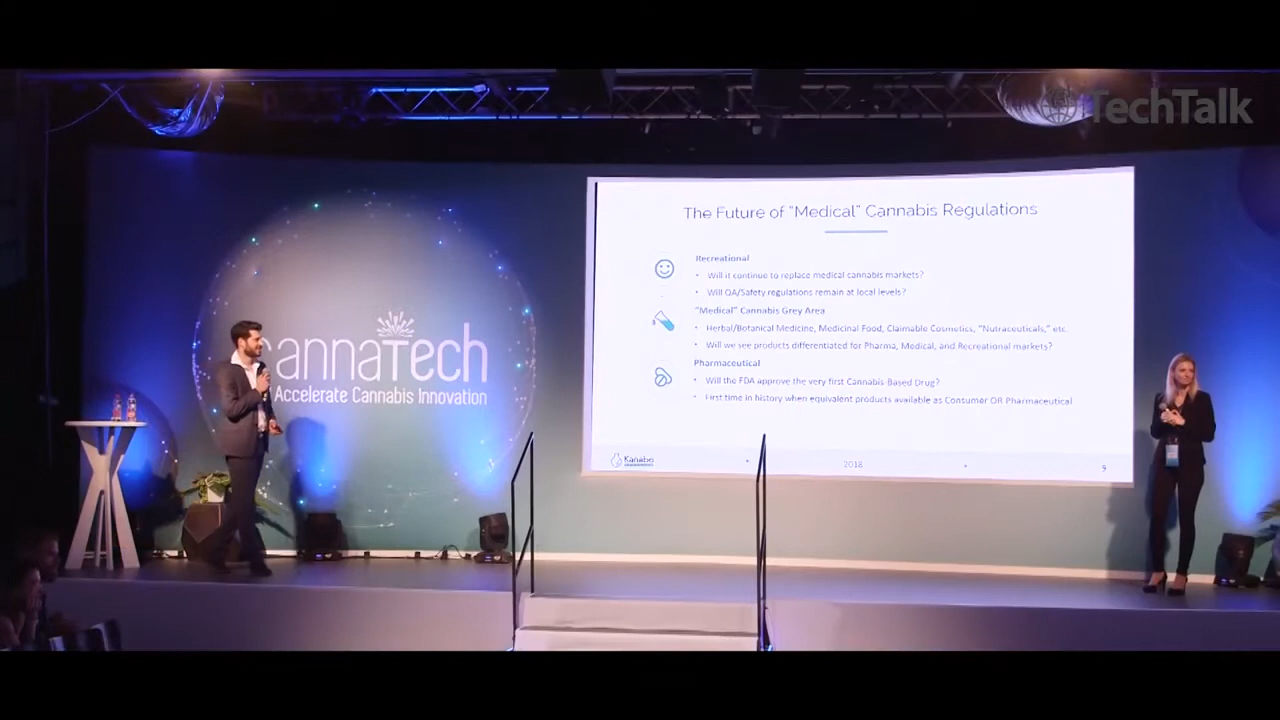 TechTalk
annaTech
Accelerate Cannabis Innovation
The Future of "Medical" Cannabis Regulations
Recreational
• Will it continue to replace medical cannabis markets?
• Will QA/Safety regulations remain at local levels?
"Medical" Cannabis Grey Area
• Herbal/Botanical Medicine, Medicinal Food, Claimable Cosmetics, "Nutraceuticals," etc.
• Will we see products differentiated for Pharma, Medical, and Recreational markets?
Pharmaceutical
• Will the FDA approve the very first Cannabis-Based Drug?
• First time in history when equivalent products available as Consumer OR Pharmaceutical
Kanabo
2018
9